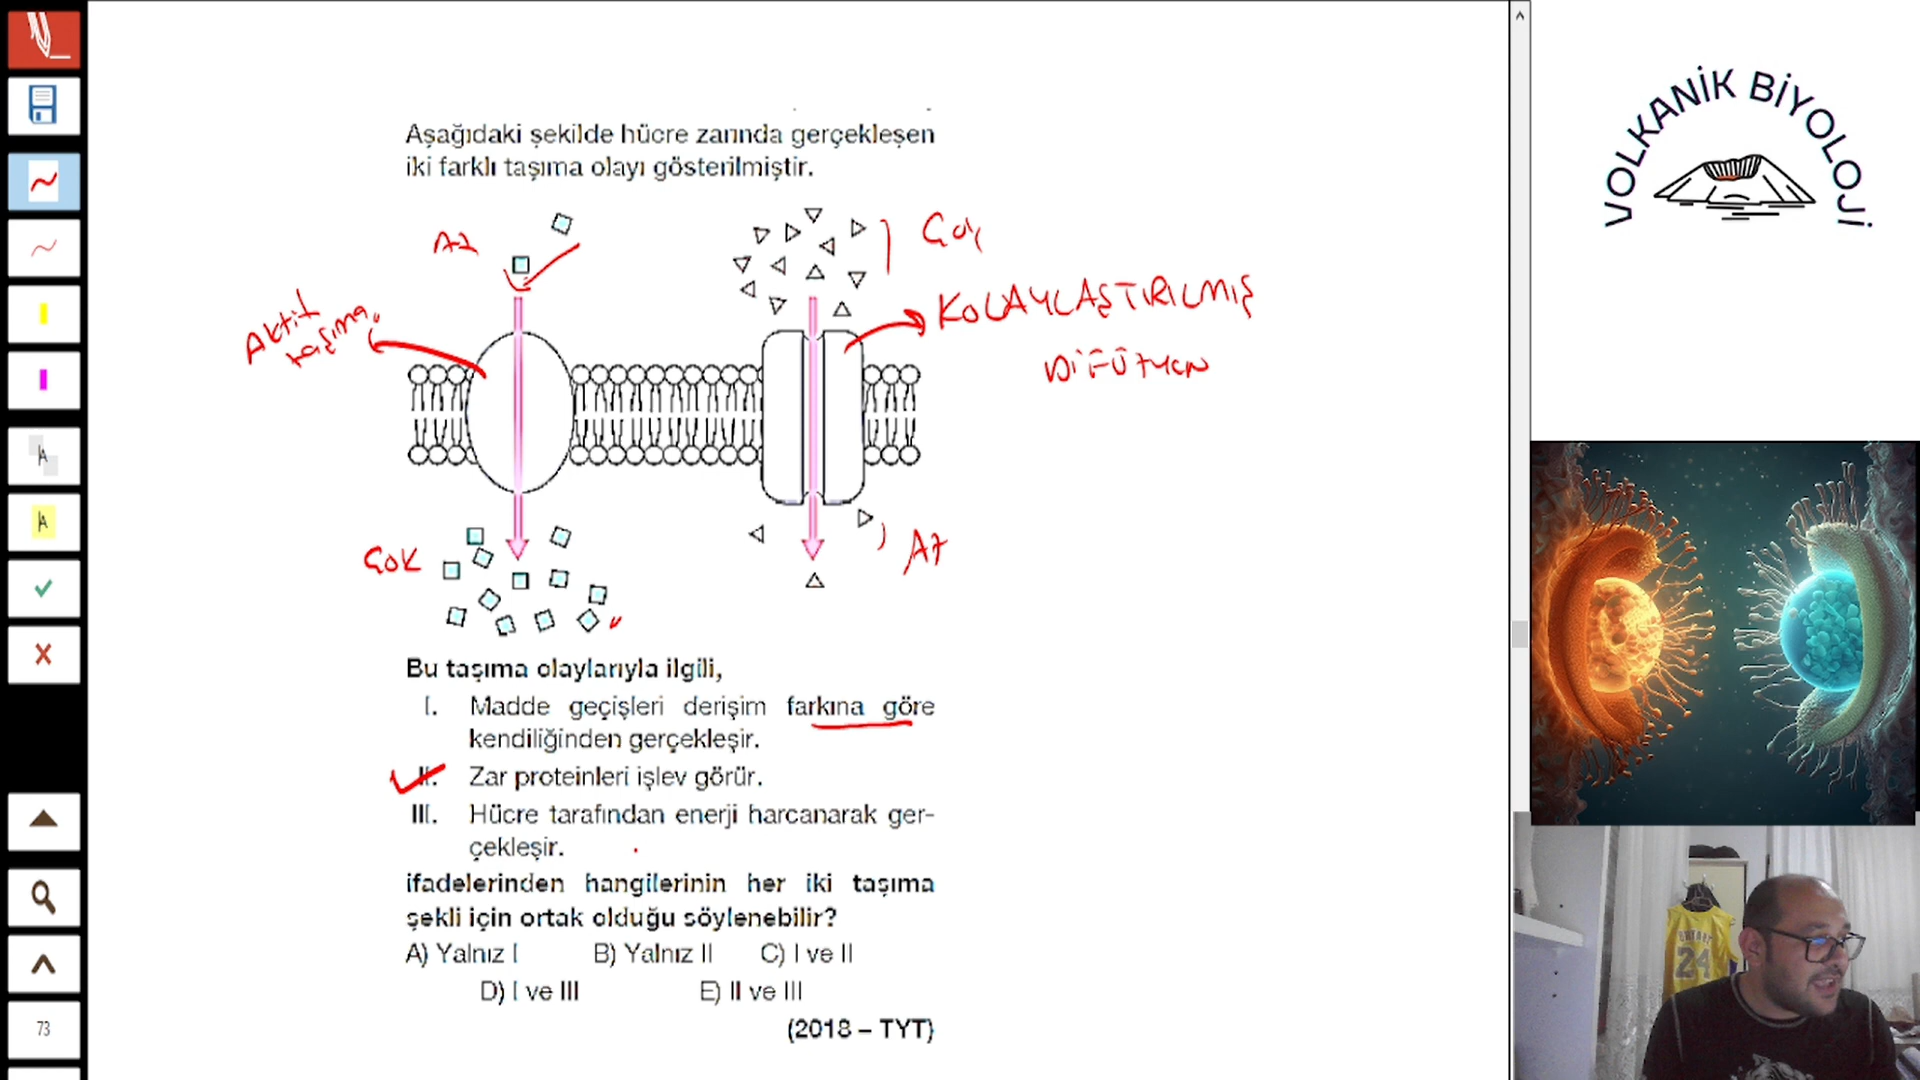 Aşağıdaki şekilde hücre zarında gerçekleşen
iki farklı taşıma olayı gösterilmiştir.
Az
Çok
Aktif
taşıma
KOLAYLAŞTIRILMIŞ
DİFÜZYON
Çok
Az
Bu taşıma olaylarıyla ilgili,
I. Madde geçişleri derişim farkına göre
kendiliğinden gerçekleşir.
II. Zar proteinleri işlev görür.
III. Hücre tarafından enerji harcanarak ger-
çekleşir.
ifadelerinden hangilerinin her iki taşıma
şekli için ortak olduğu söylenebilir?
A) Yalnız I B) Yalnız II C) I ve II
D) I ve III E) II ve III
(2018 – TYT)
VOLKANİK BİYOLOJİ
A
A
73
24